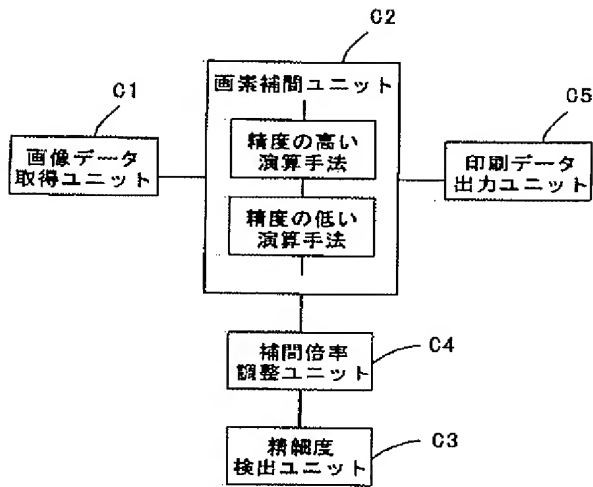 C2
画素補間ユニット
C1
画像データ
取得ユニット
精度の高い
演算手法
精度の低い
演算手法
C5
印刷データ
出力ユニット
補間倍率
調整ユニット
C4
精細度
検出ユニット
C3